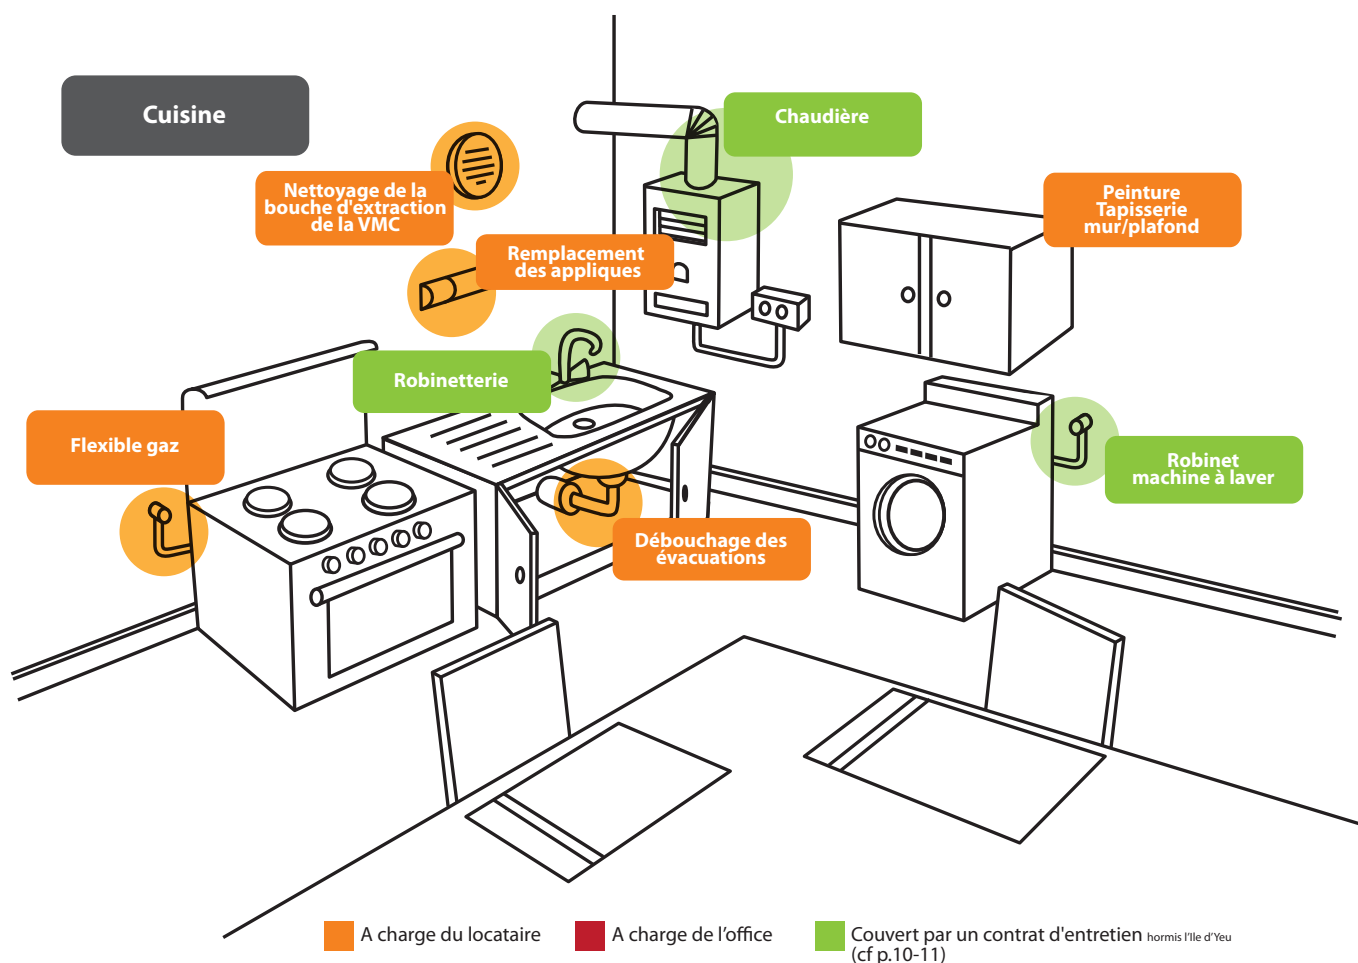 Cuisine
Chaudière
Nettoyage de la
bouche d'extraction
de la VMC
Peinture
Tapisserie
mur/plafond
Remplacement
des appliques
Robinetterie
Flexible gaz
Robinet
machine à laver
Débouchage des
évacuations
A charge du locataire
A charge de l'office
Couvert par un contrat d'entretien hormis l'Ile d'Yeu
(cf p.10-11)